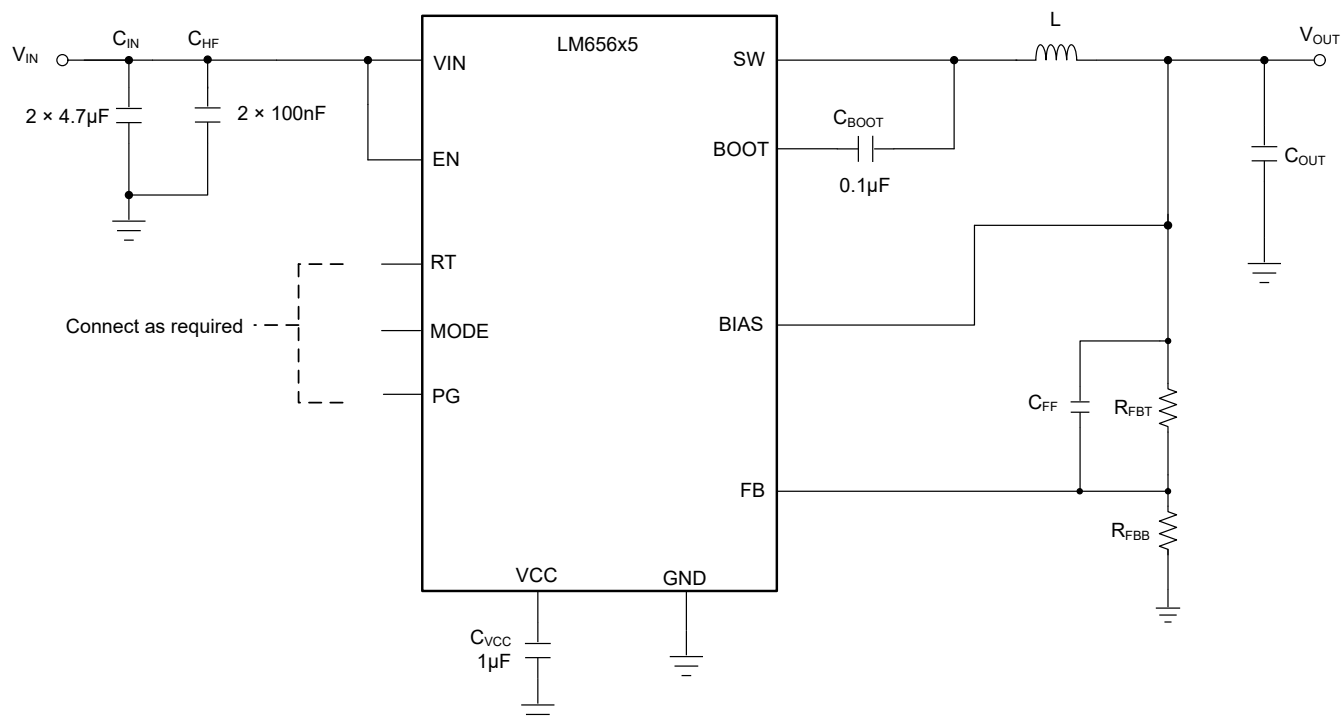 LM656x5
V_IN
C_IN
C_HF
2 × 4.7µF
2 × 100nF
VIN
EN
RT
MODE
PG
Connect as required
VCC
GND
C_VCC
1µF
SW
BOOT
BIAS
FB
C_BOOT
0.1µF
L
V_OUT
C_OUT
C_FF
R_FBT
R_FBB